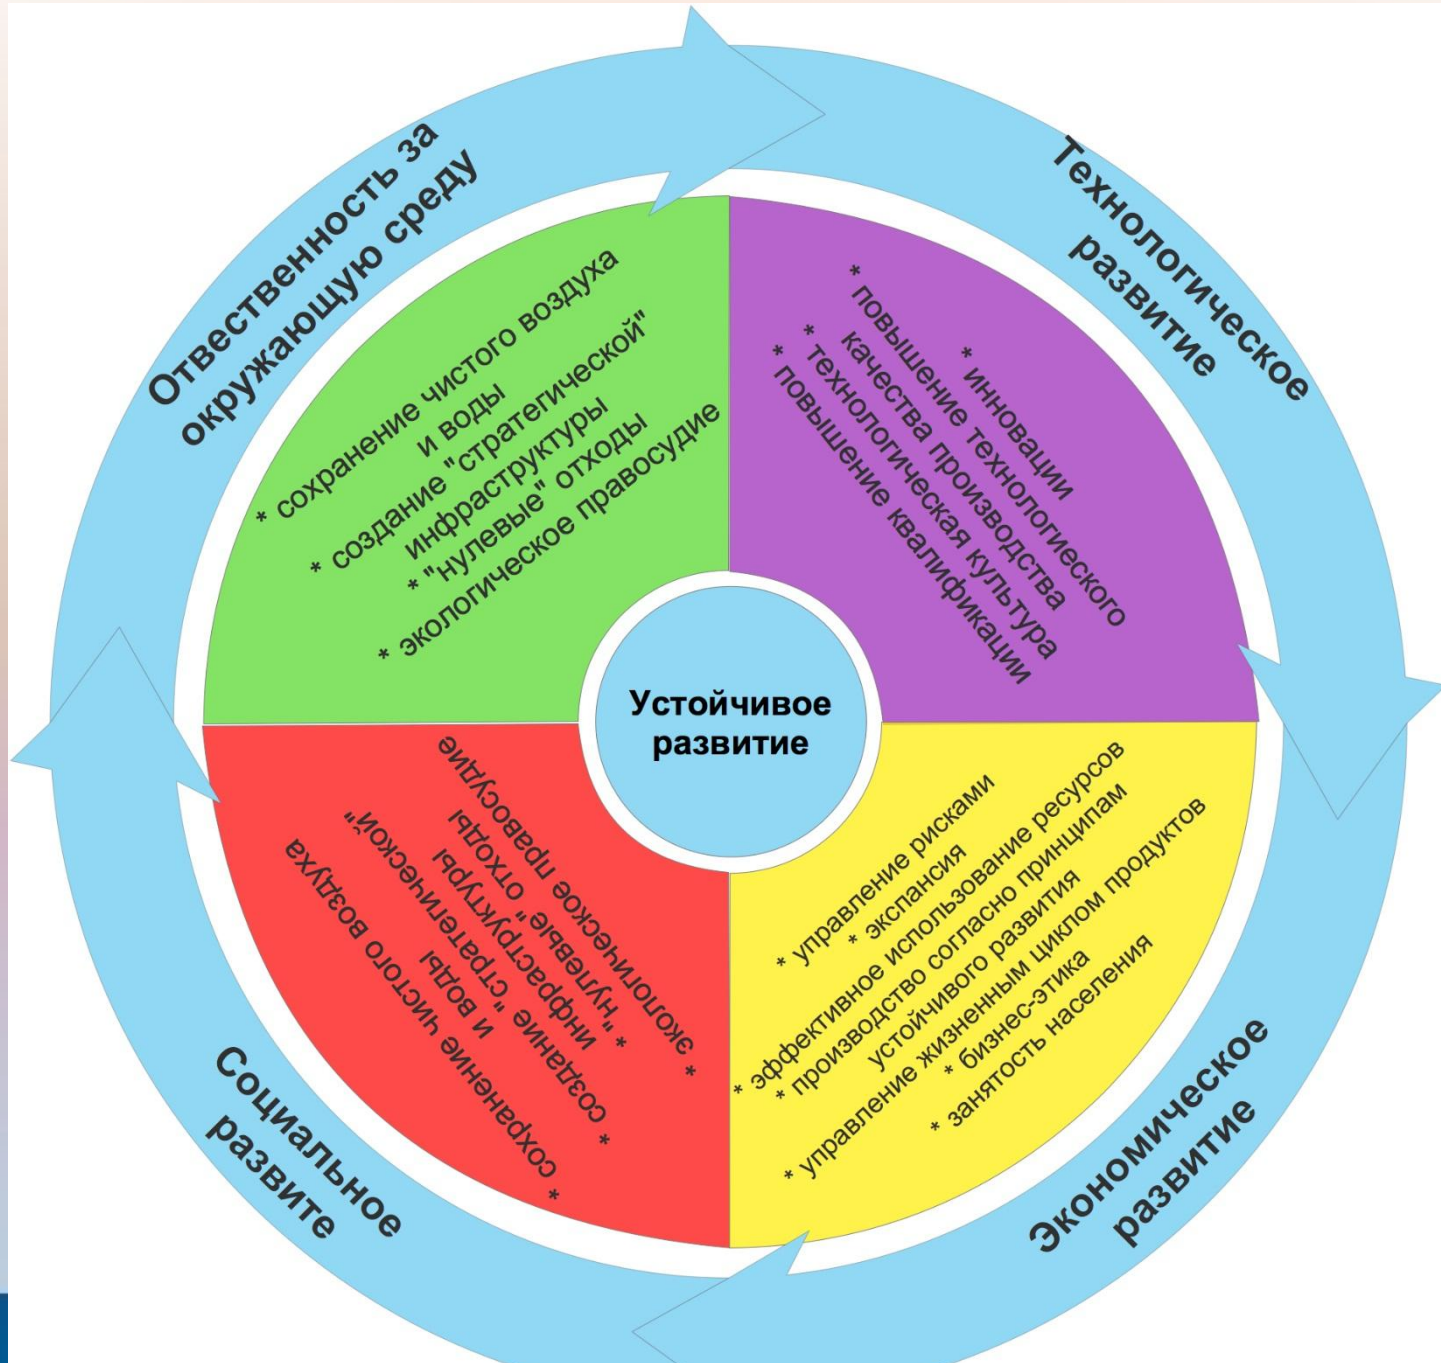 Отвественность за
окружающую среду
Технологическое
развитие
* сохранение чистого воздуха
и воды
* создание "стратегической"
инфраструктуры
* "нулевые" отходы
* экологическое правосудие
* инновации
* повышение технологиеского
качества производства
* технологическая культура
* повышение квалификации
Устойчивое
развитие
* сохранение чистого воздуха
и воды
* создание "стратегической"
инфраструктуры
* "нулевые" отходы
* экологическое правосудие
* управление рисками
* экспансия
* эффективное использование ресурсов
* производство согласно принципам
устойчивого развития
* управление жизненным циклом продуктов
* бизнес-этика
* занятость населения
Социальное
развите
Экономическое
развитие